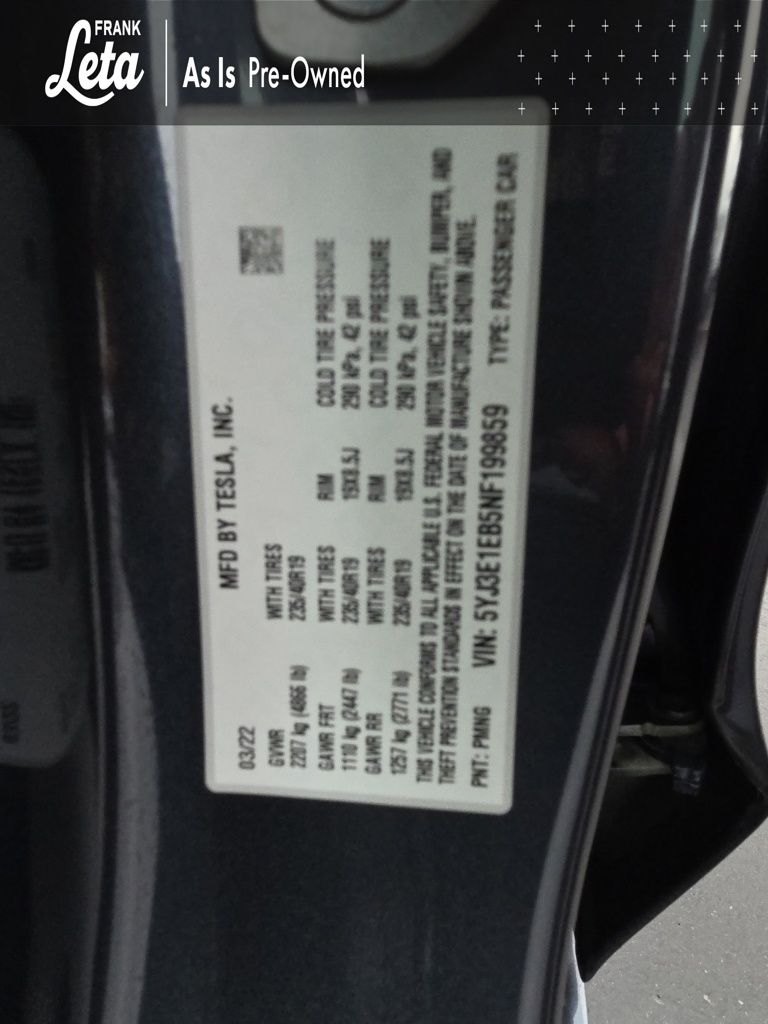 FRANK
Leta
As Is Pre-Owned
MFD BY TESLA, INC.
03/22
GVWR WITH TIRES
2207 kg (4866 lb) 235/40R19
GAWR FRT WITH TIRES RIM COLD TIRE PRESSURE
1110 kg (2447 lb) 235/40R19 19X8.5J 290 kPa, 42 psi
GAWR RR WITH TIRES RIM COLD TIRE PRESSURE
1257 kg (2771 lb) 235/40R19 19X8.5J 290 kPa, 42 psi
THIS VEHICLE CONFORMS TO ALL APPLICABLE U.S. FEDERAL MOTOR VEHICLE SAFETY, BUMPER, AND
THEFT PREVENTION STANDARDS IN EFFECT ON THE DATE OF MANUFACTURE SHOWN ABOVE.
PNT: PMNG VIN: 5YJ3E1EB5NF199859 TYPE: PASSENGER CAR